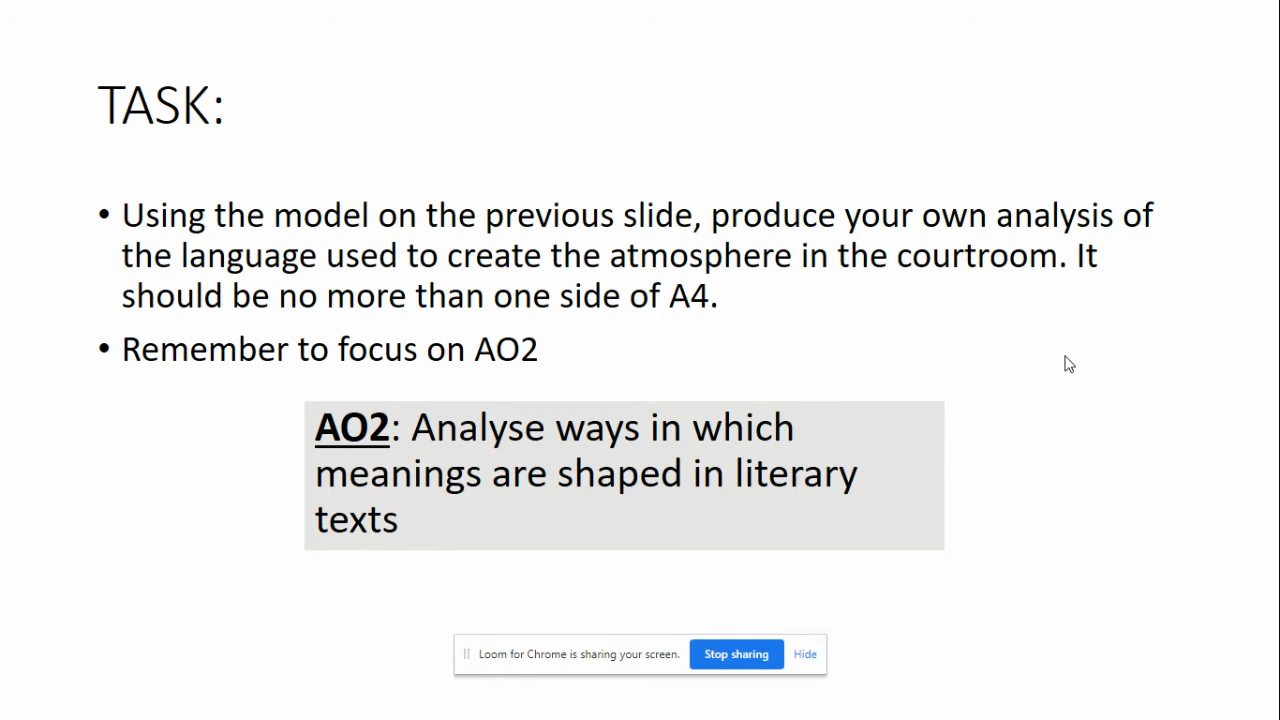 TASK:
• Using the model on the previous slide, produce your own analysis of
the language used to create the atmosphere in the courtroom. It
should be no more than one side of A4.
• Remember to focus on AO2
AO2: Analyse ways in which
meanings are shaped in literary
texts
Loom for Chrome is sharing your screen. Stop sharing Hide